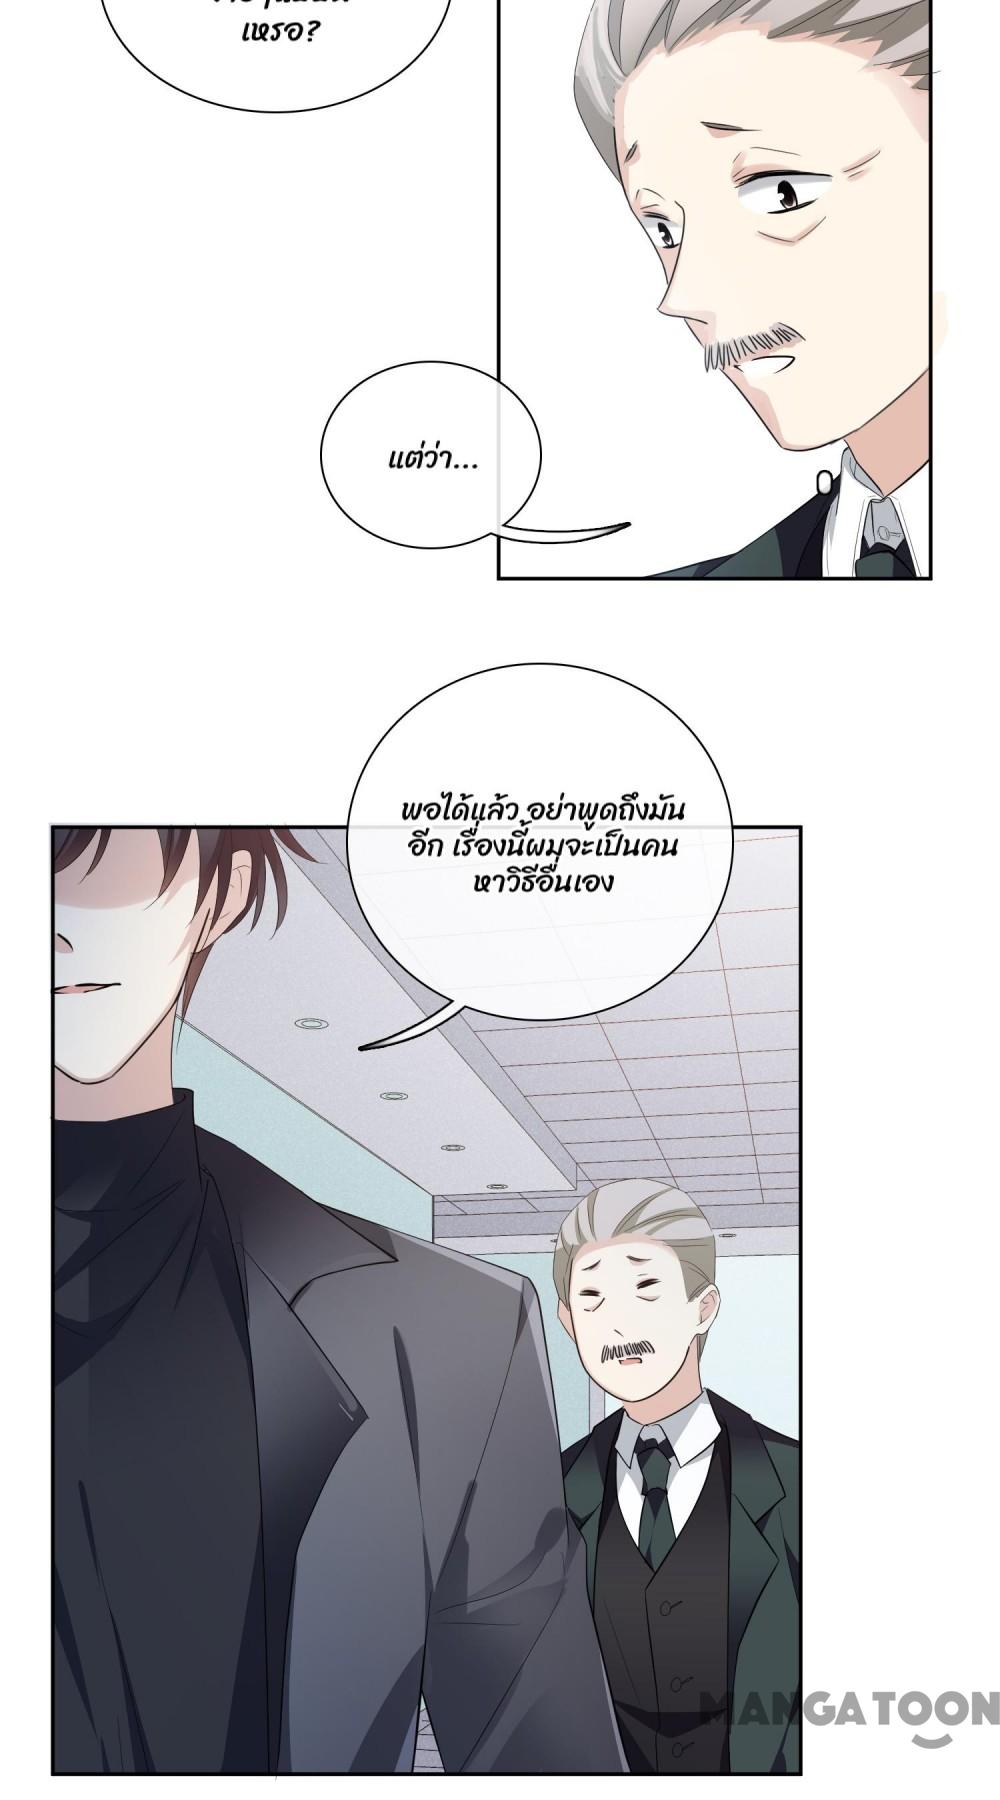 เหรอ?
แต่ว่า...
พอได้แล้ว อย่าพูดถึงมัน
อีก เรื่องนี้ผมจะเป็นคน
หาวิธีอื่นเอง
MANGATOON